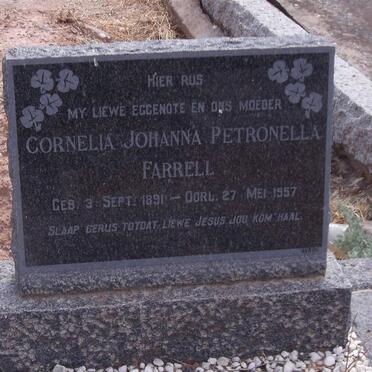 HIER RUS
MY LIEWE EGGENOTE EN ONS MOEDER
CORNELIA JOHANNA PETRONELLA
FARRELL
GEB. 3. SEPT. 1891 — OORL. 27 MEI 1957
SLAAP GERUS TOTDAT LIEWE JESUS JOU KOM HAAL